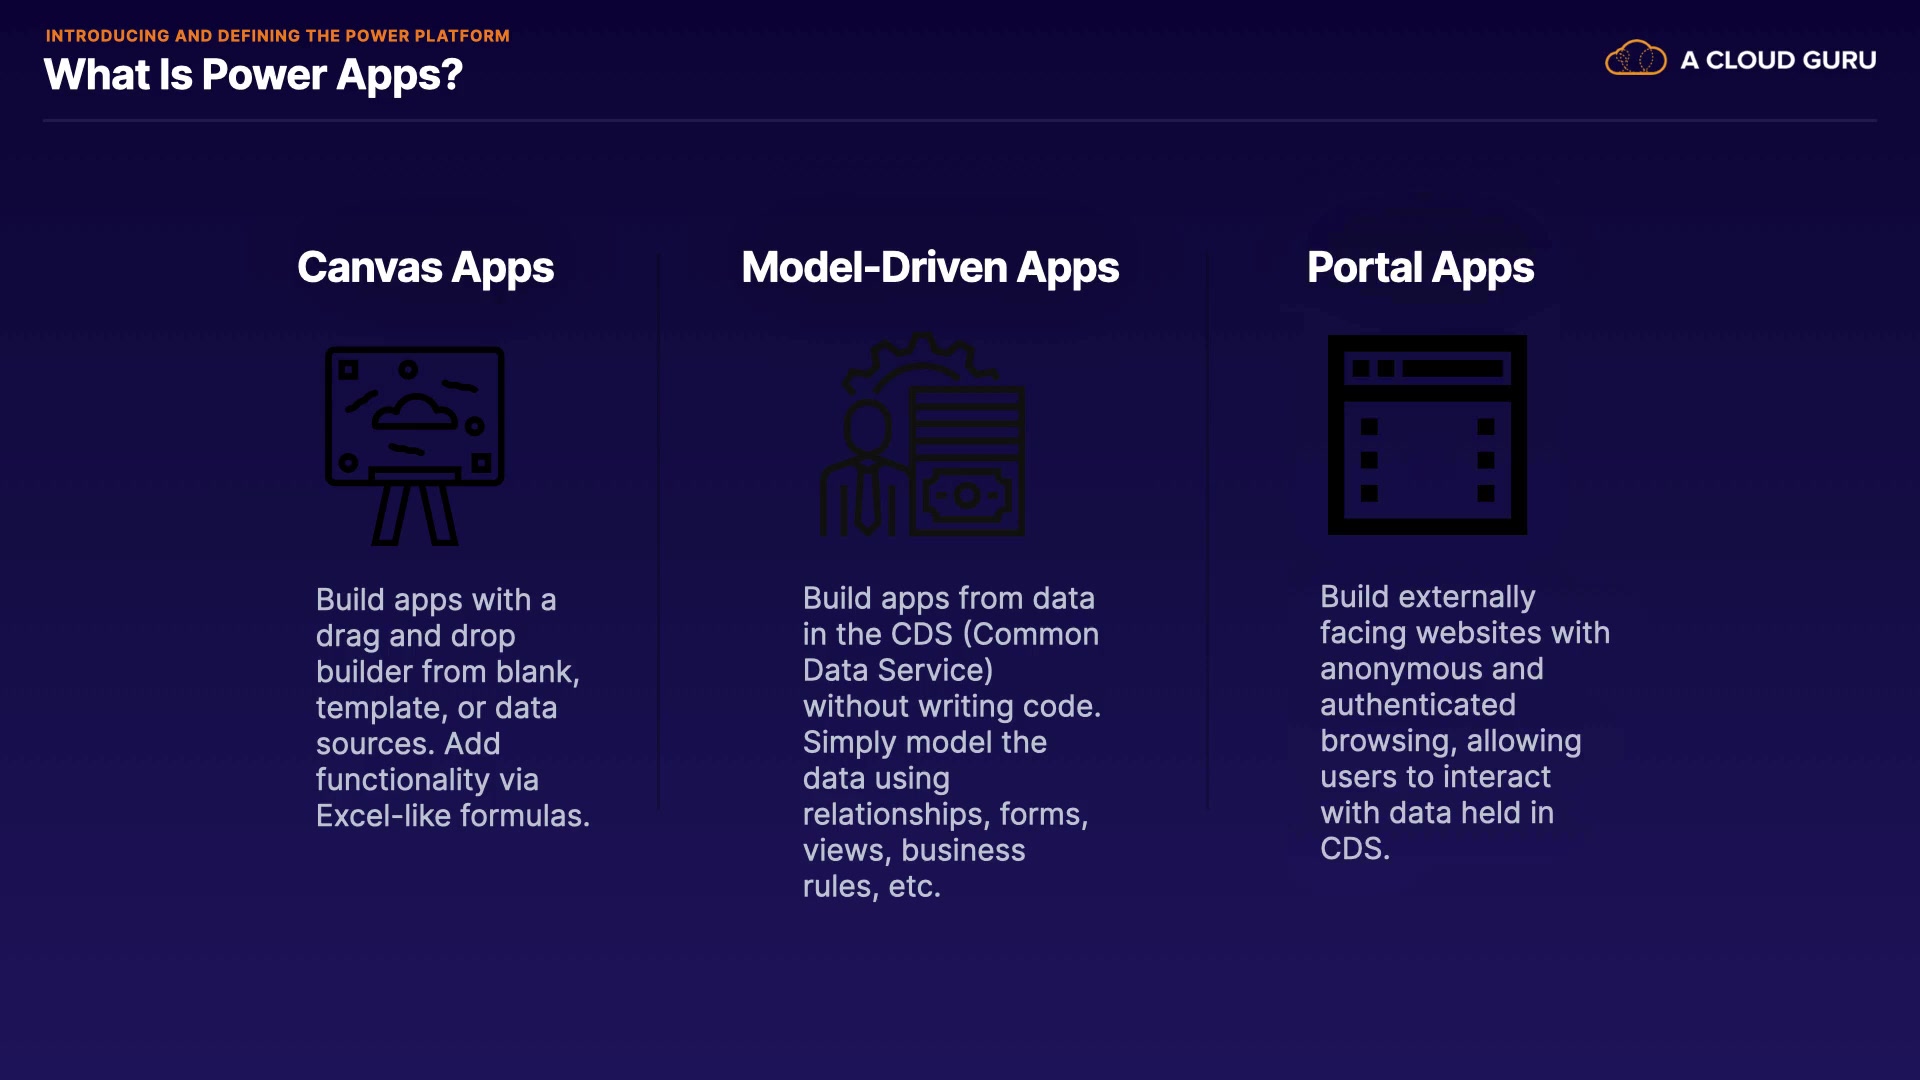 INTRODUCING AND DEFINING THE POWER PLATFORM
What Is Power Apps?
A CLOUD GURU
Canvas Apps
Build apps with a
drag and drop
builder from blank,
template, or data
sources. Add
functionality via
Excel-like formulas.
Model-Driven Apps
Build apps from data
in the CDS (Common
Data Service)
without writing code.
Simply model the
data using
relationships, forms,
views, business
rules, etc.
Portal Apps
Build externally
facing websites with
anonymous and
authenticated
browsing, allowing
users to interact
with data held in
CDS.